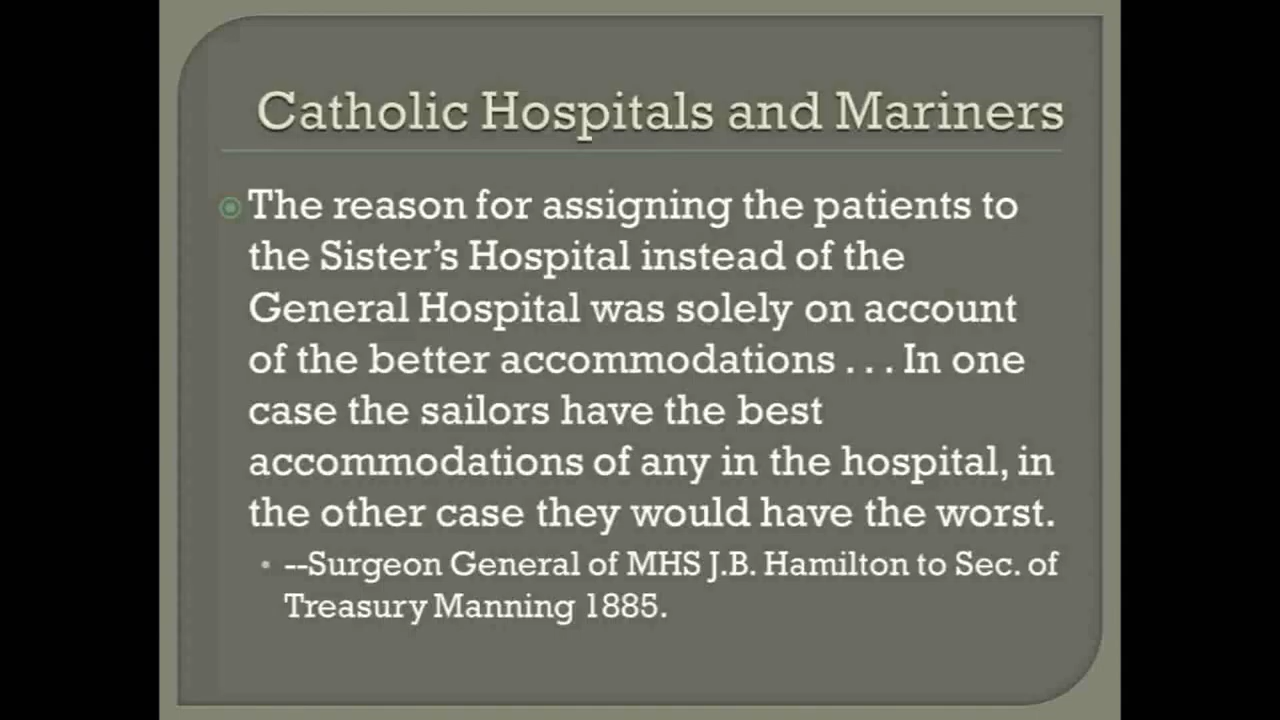 Catholic Hospitals and Mariners
The reason for assigning the patients to
the Sister’s Hospital instead of the
General Hospital was solely on account
of the better accommodations . . . In one
case the sailors have the best
accommodations of any in the hospital, in
the other case they would have the worst.
--Surgeon General of MHS J.B. Hamilton to Sec. of
Treasury Manning 1885.